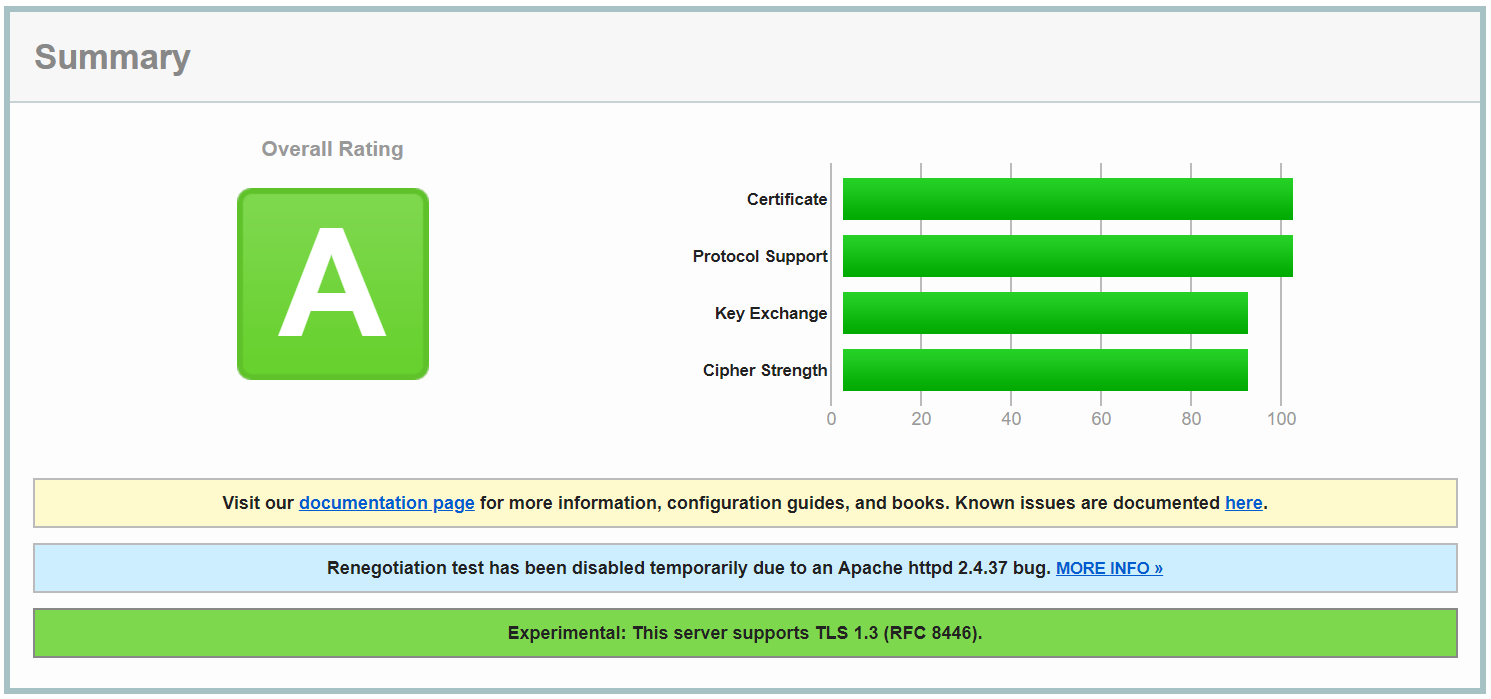 Summary
Overall Rating
A
Certificate
Protocol Support
Key Exchange
Cipher Strength
0 20 40 60 80 100
Visit our documentation page for more information, configuration guides, and books. Known issues are documented here.
Renegotiation test has been disabled temporarily due to an Apache httpd 2.4.37 bug. MORE INFO »
Experimental: This server supports TLS 1.3 (RFC 8446).